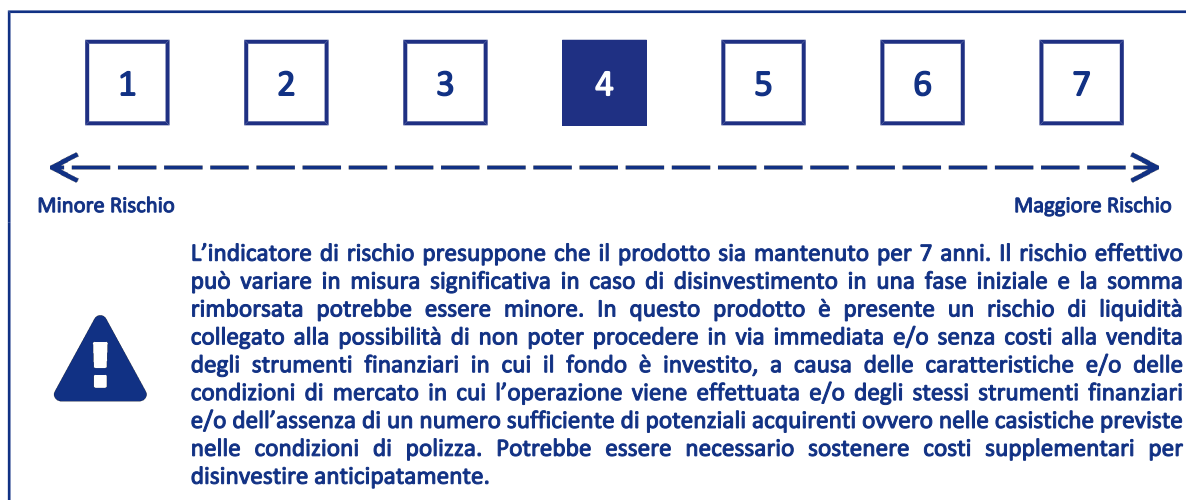 1 2 3 4 5 6 7
Minore Rischio Maggiore Rischio
L’indicatore di rischio presuppone che il prodotto sia mantenuto per 7 anni. Il rischio effettivo
può variare in misura significativa in caso di disinvestimento in una fase iniziale e la somma
rimborsata potrebbe essere minore. In questo prodotto è presente un rischio di liquidità
collegato alla possibilità di non poter procedere in via immediata e/o senza costi alla vendita
degli strumenti finanziari in cui il fondo è investito, a causa delle caratteristiche e/o delle
condizioni di mercato in cui l’operazione viene effettuata e/o degli stessi strumenti finanziari
e/o dell’assenza di un numero sufficiente di potenziali acquirenti ovvero nelle casistiche previste
nelle condizioni di polizza. Potrebbe essere necessario sostenere costi supplementari per
disinvestire anticipatamente.